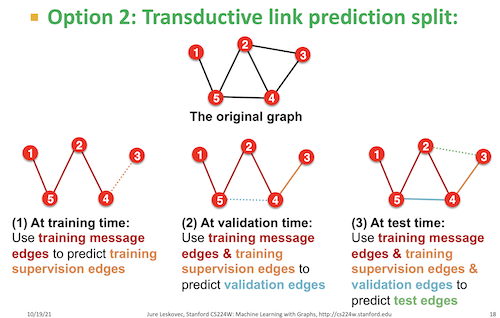 Option 2: Transductive link prediction split:
1
2
3
5
4
The original graph
1
2
3
5
4
1
2
3
5
4
1
2
3
5
4
(1) At training time:
Use training message
edges to predict training
supervision edges
(2) At validation time:
Use training message
edges & training
supervision edges to
predict validation edges
(3) At test time:
Use training message
edges & training
supervision edges &
validation edges to
predict test edges
10/19/21
Jure Leskovec, Stanford CS224W: Machine Learning with Graphs, http://cs224w.stanford.edu
18